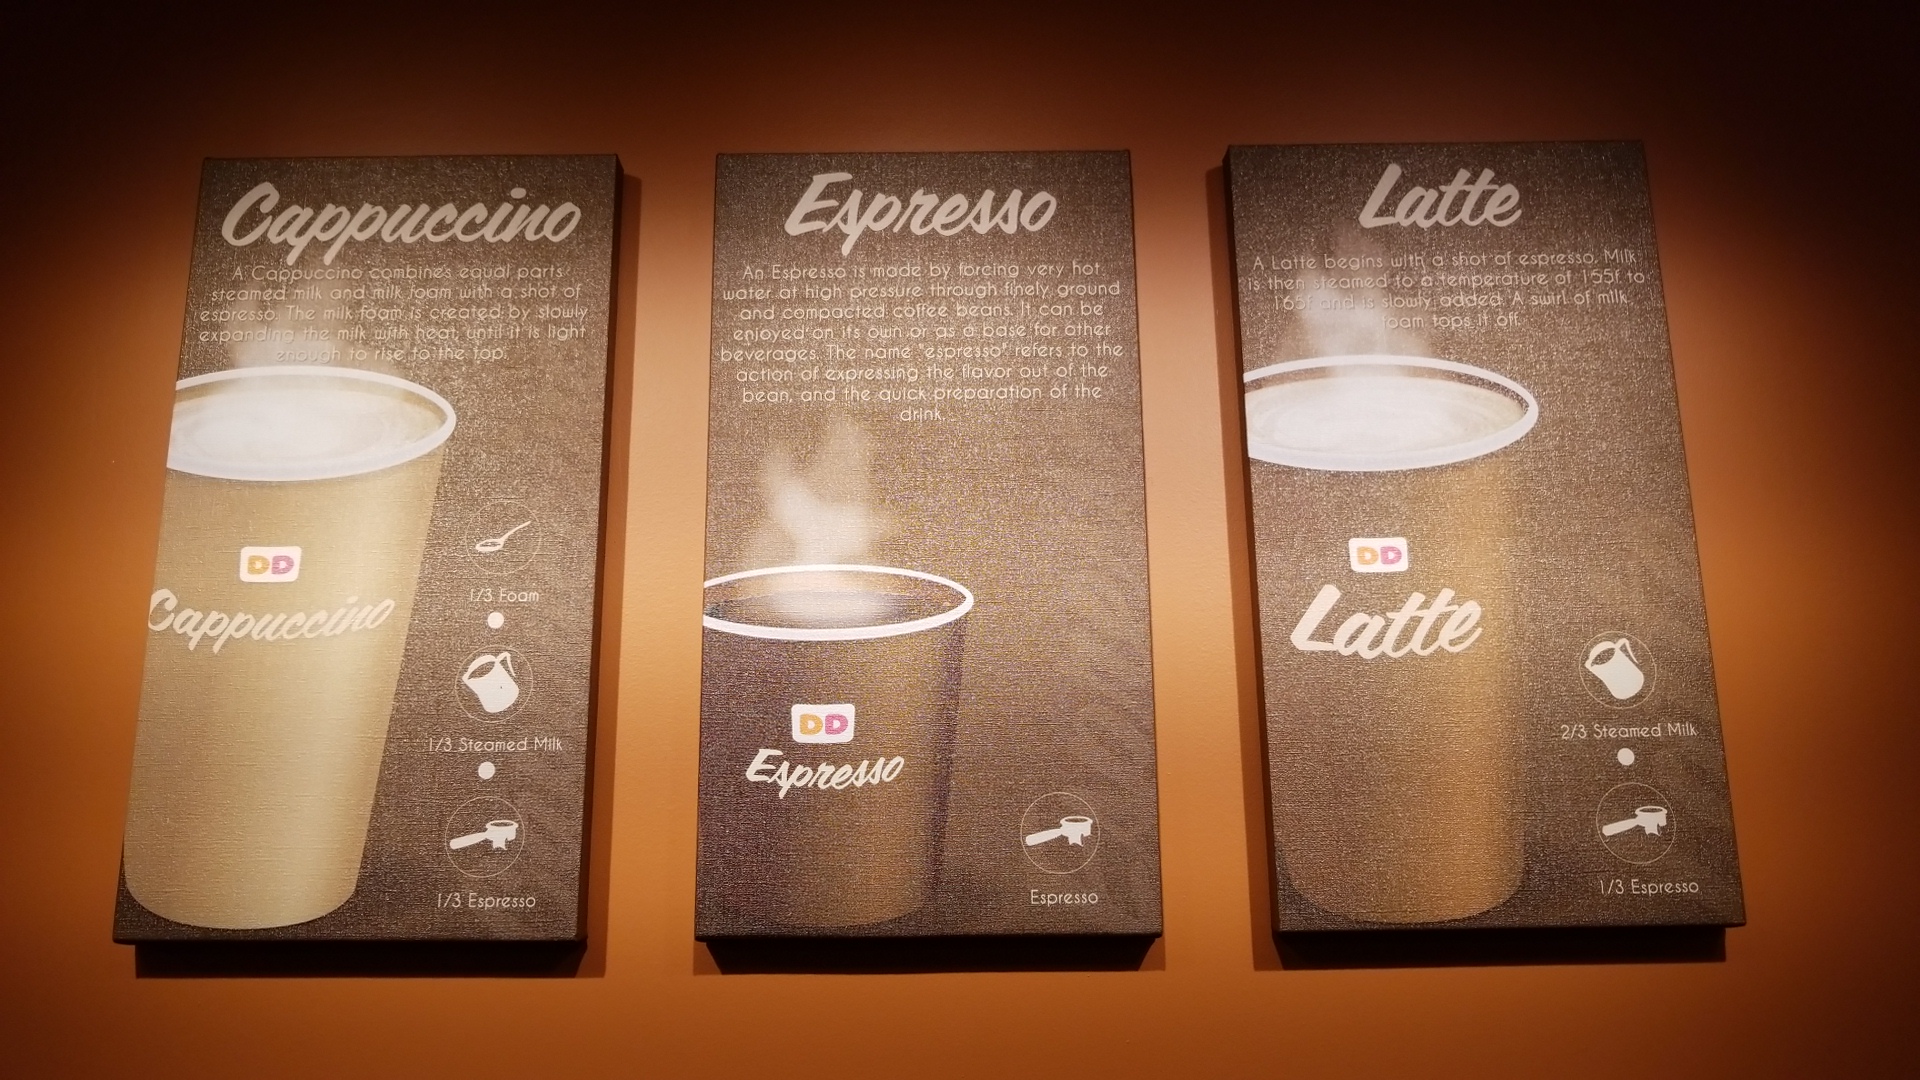 Cappuccino
A Cappuccino combines equal parts
steamed milk and milk foam with a shot of
espresso. The milk foam is created by slowly
expanding the milk with heat, until it is light
enough to rise to the top.
DD
Cappuccino
1/3 Foam
1/3 Steamed Milk
1/3 Espresso
Espresso
An Espresso is made by forcing very hot
water at high pressure through finely ground
and compacted coffee beans. It can be
enjoyed on its own or as a base for other
beverages. The name "espresso" refers to the
action of expressing the flavor out of the
bean, and the quick preparation of the
drink.
DD
Espresso
Espresso
Latte
A Latte begins with a shot of espresso. Milk
is then steamed to a temperature of 155f to
165f and is slowly added. A swirl of milk
foam tops it off.
DD
Latte
2/3 Steamed Milk
1/3 Espresso